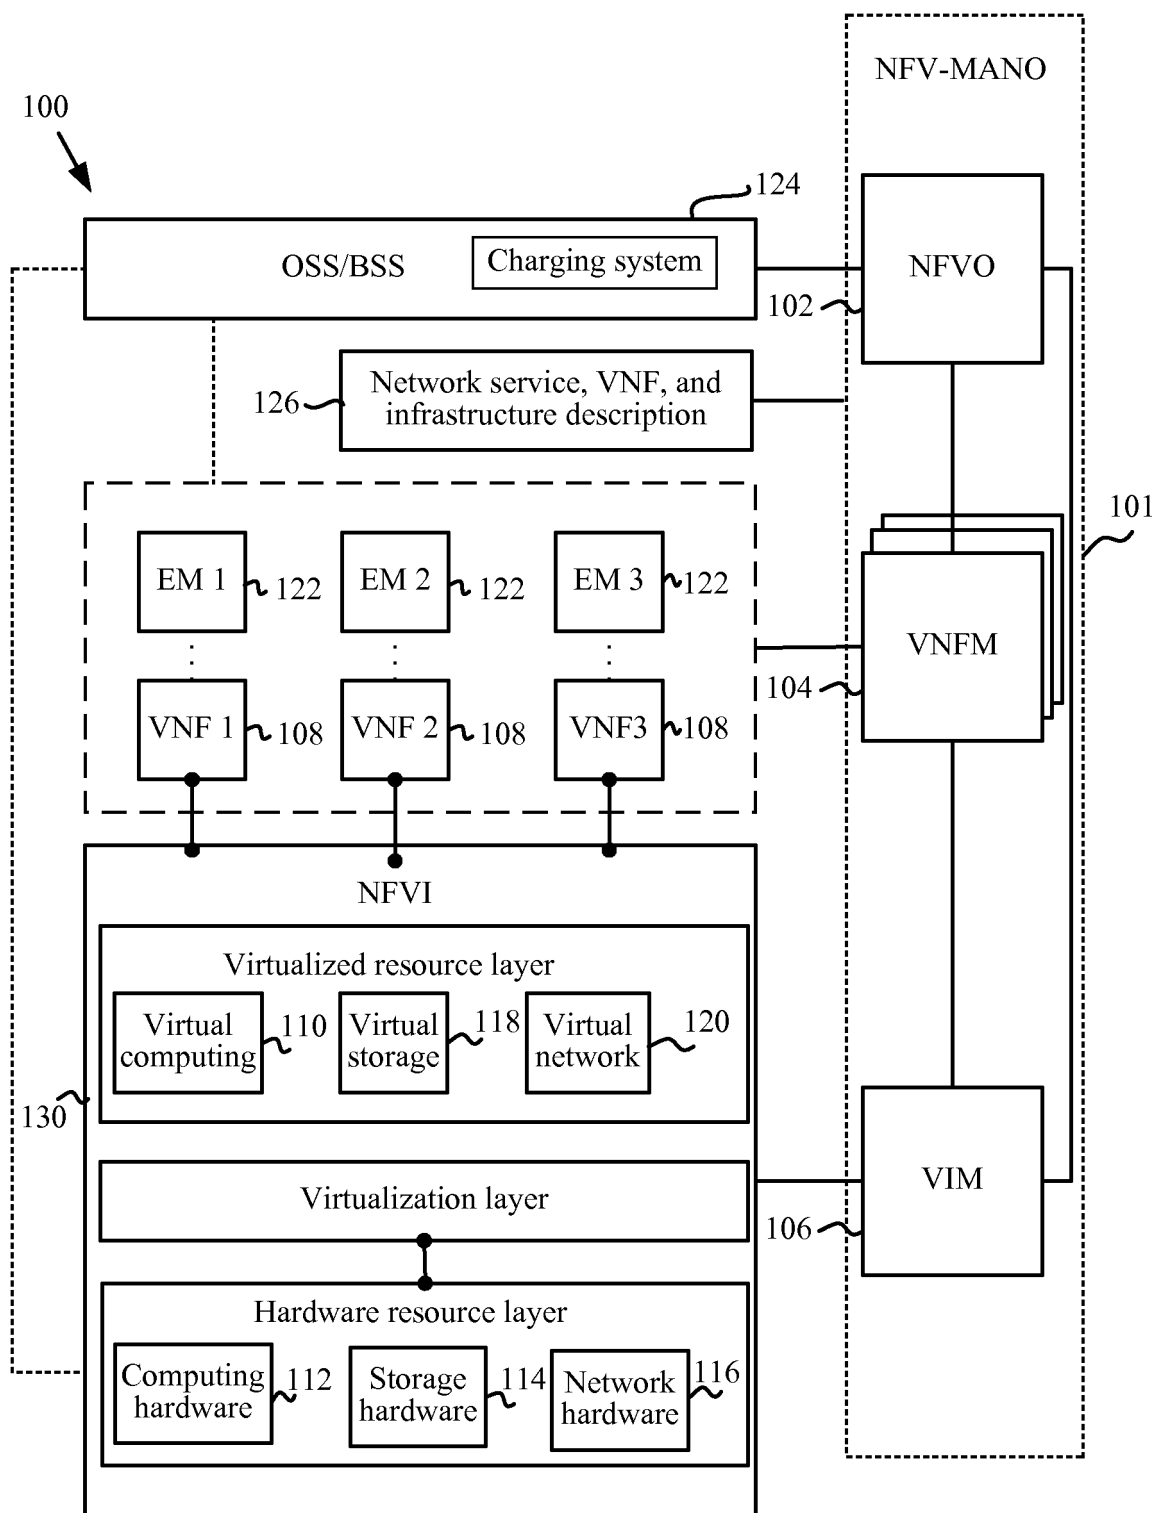 NFV-MANO
100
124
OSS/BSS
Charging system
NFVO
102
Network service, VNF, and
infrastructure description
126
101
EM 1
122
EM 2
122
EM 3
122
VNFM
104
VNF 1
108
VNF 2
108
VNF3
108
NFVI
Virtualized resource layer
Virtual
computing
110
Virtual
storage
118
Virtual
network
120
130
Virtualization layer
VIM
106
Hardware resource layer
Computing
hardware
112
Storage
hardware
114
Network
hardware
116